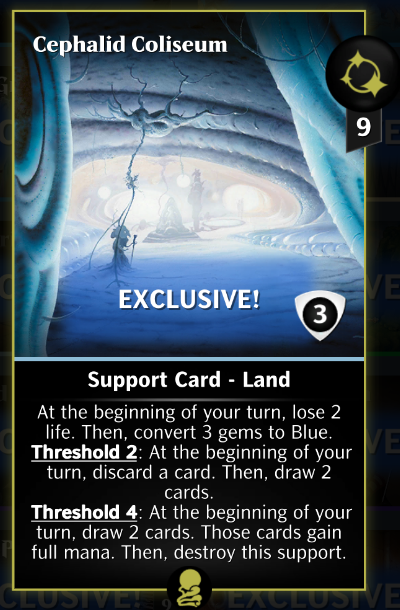 Cephalid Coliseum
9
EXCLUSIVE!
3
Support Card - Land
At the beginning of your turn, lose 2
life. Then, convert 3 gems to Blue.
Threshold 2: At the beginning of your
turn, discard a card. Then, draw 2
cards.
Threshold 4: At the beginning of your
turn, draw 2 cards. Those cards gain
full mana. Then, destroy this support.